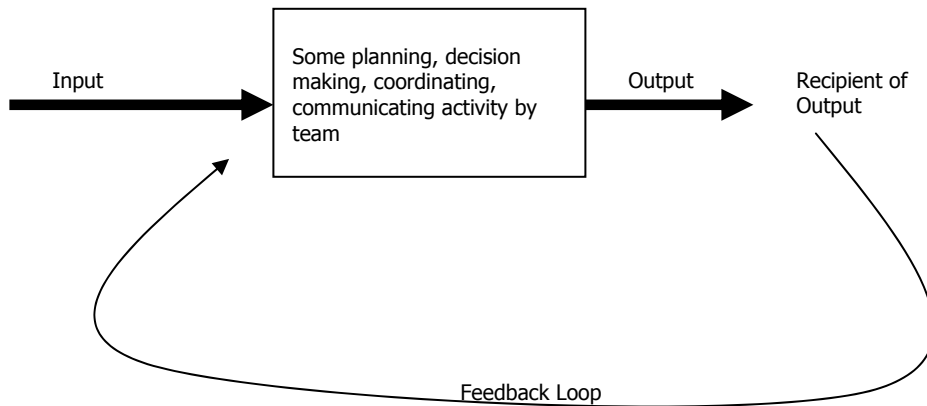 Input
Some planning, decision
making, coordinating,
communicating activity by
team
Output
Recipient of
Output
Feedback Loop